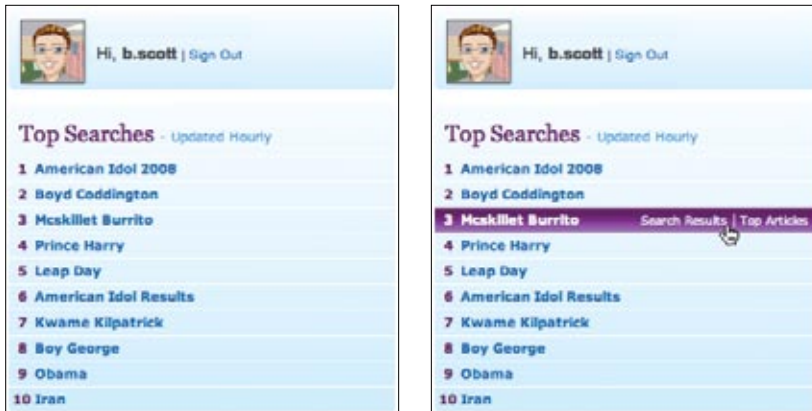 Hi, b.scott | Sign Out
Top Searches - Updated Hourly
1 American Idol 2008
2 Boyd Coddington
3 Mcskillet Burrito
4 Prince Harry
5 Leap Day
6 American Idol Results
7 Kwame Kilpatrick
8 Boy George
9 Obama
10 Iran
Hi, b.scott | Sign Out
Top Searches - Updated Hourly
1 American Idol 2008
2 Boyd Coddington
3 Mcskillet Burrito Search Results | Top Articles
4 Prince Harry
5 Leap Day
6 American Idol Results
7 Kwame Kilpatrick
8 Boy George
9 Obama
10 Iran